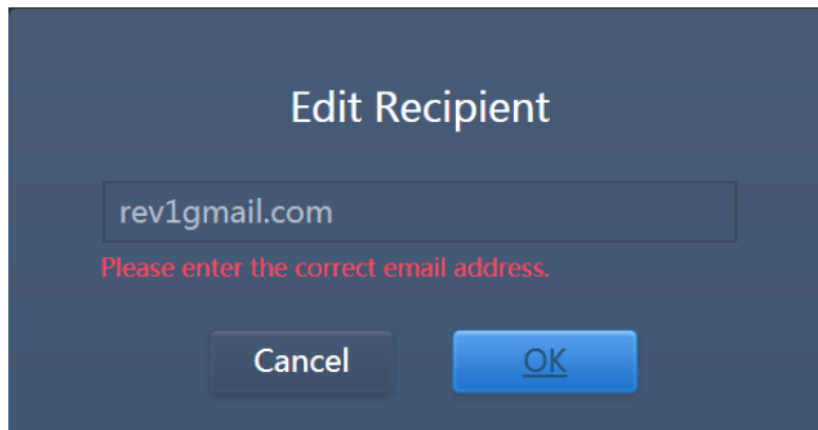 Edit Recipient
rev1gmail.com
Please enter the correct email address.
Cancel OK